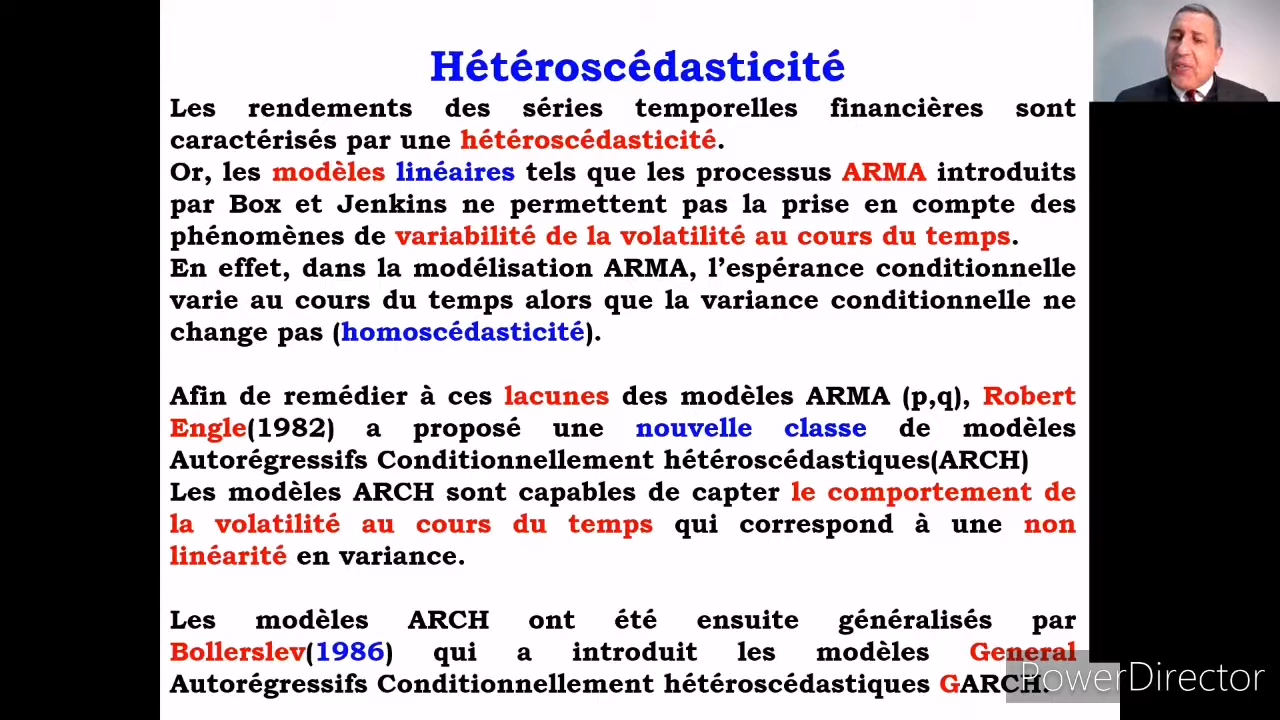 Hétéroscédasticité
Les rendements des séries temporelles financières sont
caractérisés par une hétéroscédasticité.
Or, les modèles linéaires tels que les processus ARMA introduits
par Box et Jenkins ne permettent pas la prise en compte des
phénomènes de variabilité de la volatilité au cours du temps.
En effet, dans la modélisation ARMA, l’espérance conditionnelle
varie au cours du temps alors que la variance conditionnelle ne
change pas (homoscédasticité).
Afin de remédier à ces lacunes des modèles ARMA (p,q), Robert
Engle(1982) a proposé une nouvelle classe de modèles
Autorégressifs Conditionnellement hétéroscédastiques(ARCH)
Les modèles ARCH sont capables de capter le comportement de
la volatilité au cours du temps qui correspond à une non
linéarité en variance.
Les modèles ARCH ont été ensuite généralisés par
Bollerslev(1986) qui a introduit les modèles General
Autorégressifs Conditionnellement hétéroscédastiques GARCH.
PowerDirector